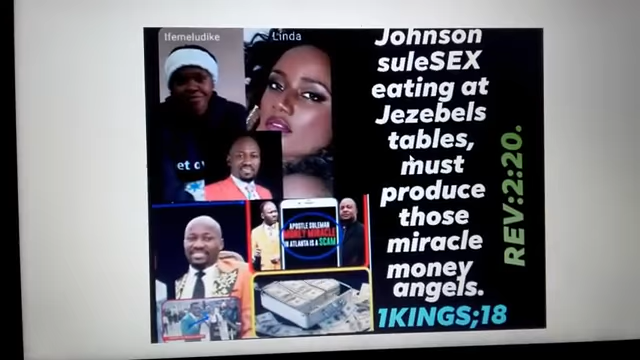 Ifemeludike
Linda
et o
APOSTLE SULEMAN
MONEY MIRACLE
IN ATLANTA IS A SCAM
Johnson
suleSEX
eating at
Jezebels
tables,
must
produce
those
miracle
money
angels.
1KINGS;18
REV:2:20.